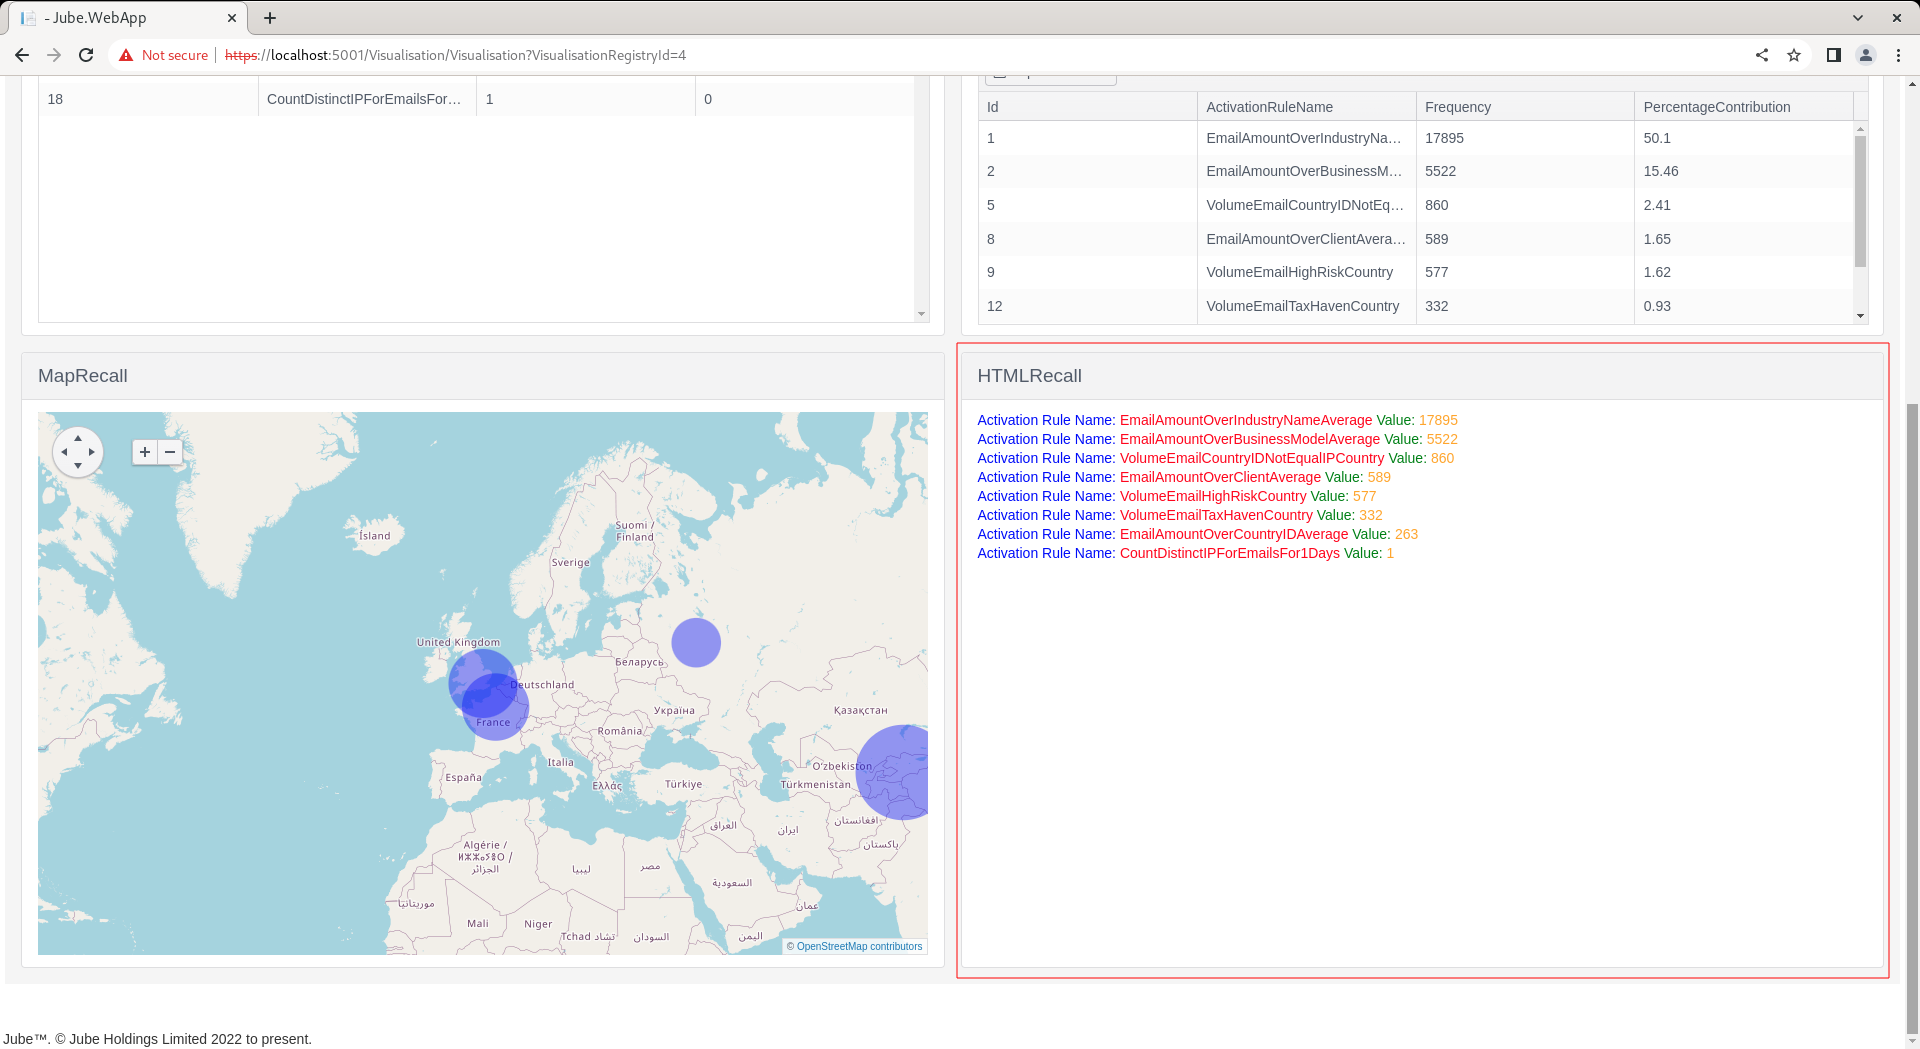 - Jube.WebApp
Not secure
https://localhost:5001/Visualisation/Visualisation?VisualisationRegistryId=4
18 CountDistinctIPForEmailsFor... 1 0
Id ActivationRuleName Frequency PercentageContribution
1 EmailAmountOverIndustryNa... 17895 50.1
2 EmailAmountOverBusinessM... 5522 15.46
5 VolumeEmailCountryIDNotEq... 860 2.41
8 EmailAmountOverClientAvera... 589 1.65
9 VolumeEmailHighRiskCountry 577 1.62
12 VolumeEmailTaxHavenCountry 332 0.93
MapRecall
Ísland
Suomi /
Finland
Sverige
United Kingdom
Беларусь
Deutschland
Україна
Қазақстан
France
România
Italia
Oʻzbekiston
España
Ελλάς
Türkiye
Türkmenistan
افغانستان
العراق
ایران
پاکستان
Algérie /
ⵍⵣⵣⴰⵢⴻⵔ /
الجزائر
ليبيا
مصر
السعودية
موريتانيا
عمان
Mali
Niger
Tchad تشاد
السودان
اليمن
© OpenStreetMap contributors
HTMLRecall
Activation Rule Name: EmailAmountOverIndustryNameAverage Value: 17895
Activation Rule Name: EmailAmountOverBusinessModelAverage Value: 5522
Activation Rule Name: VolumeEmailCountryIDNotEqualIPCountry Value: 860
Activation Rule Name: EmailAmountOverClientAverage Value: 589
Activation Rule Name: VolumeEmailHighRiskCountry Value: 577
Activation Rule Name: VolumeEmailTaxHavenCountry Value: 332
Activation Rule Name: EmailAmountOverCountryIDAverage Value: 263
Activation Rule Name: CountDistinctIPForEmailsFor1Days Value: 1
Jube™. © Jube Holdings Limited 2022 to present.